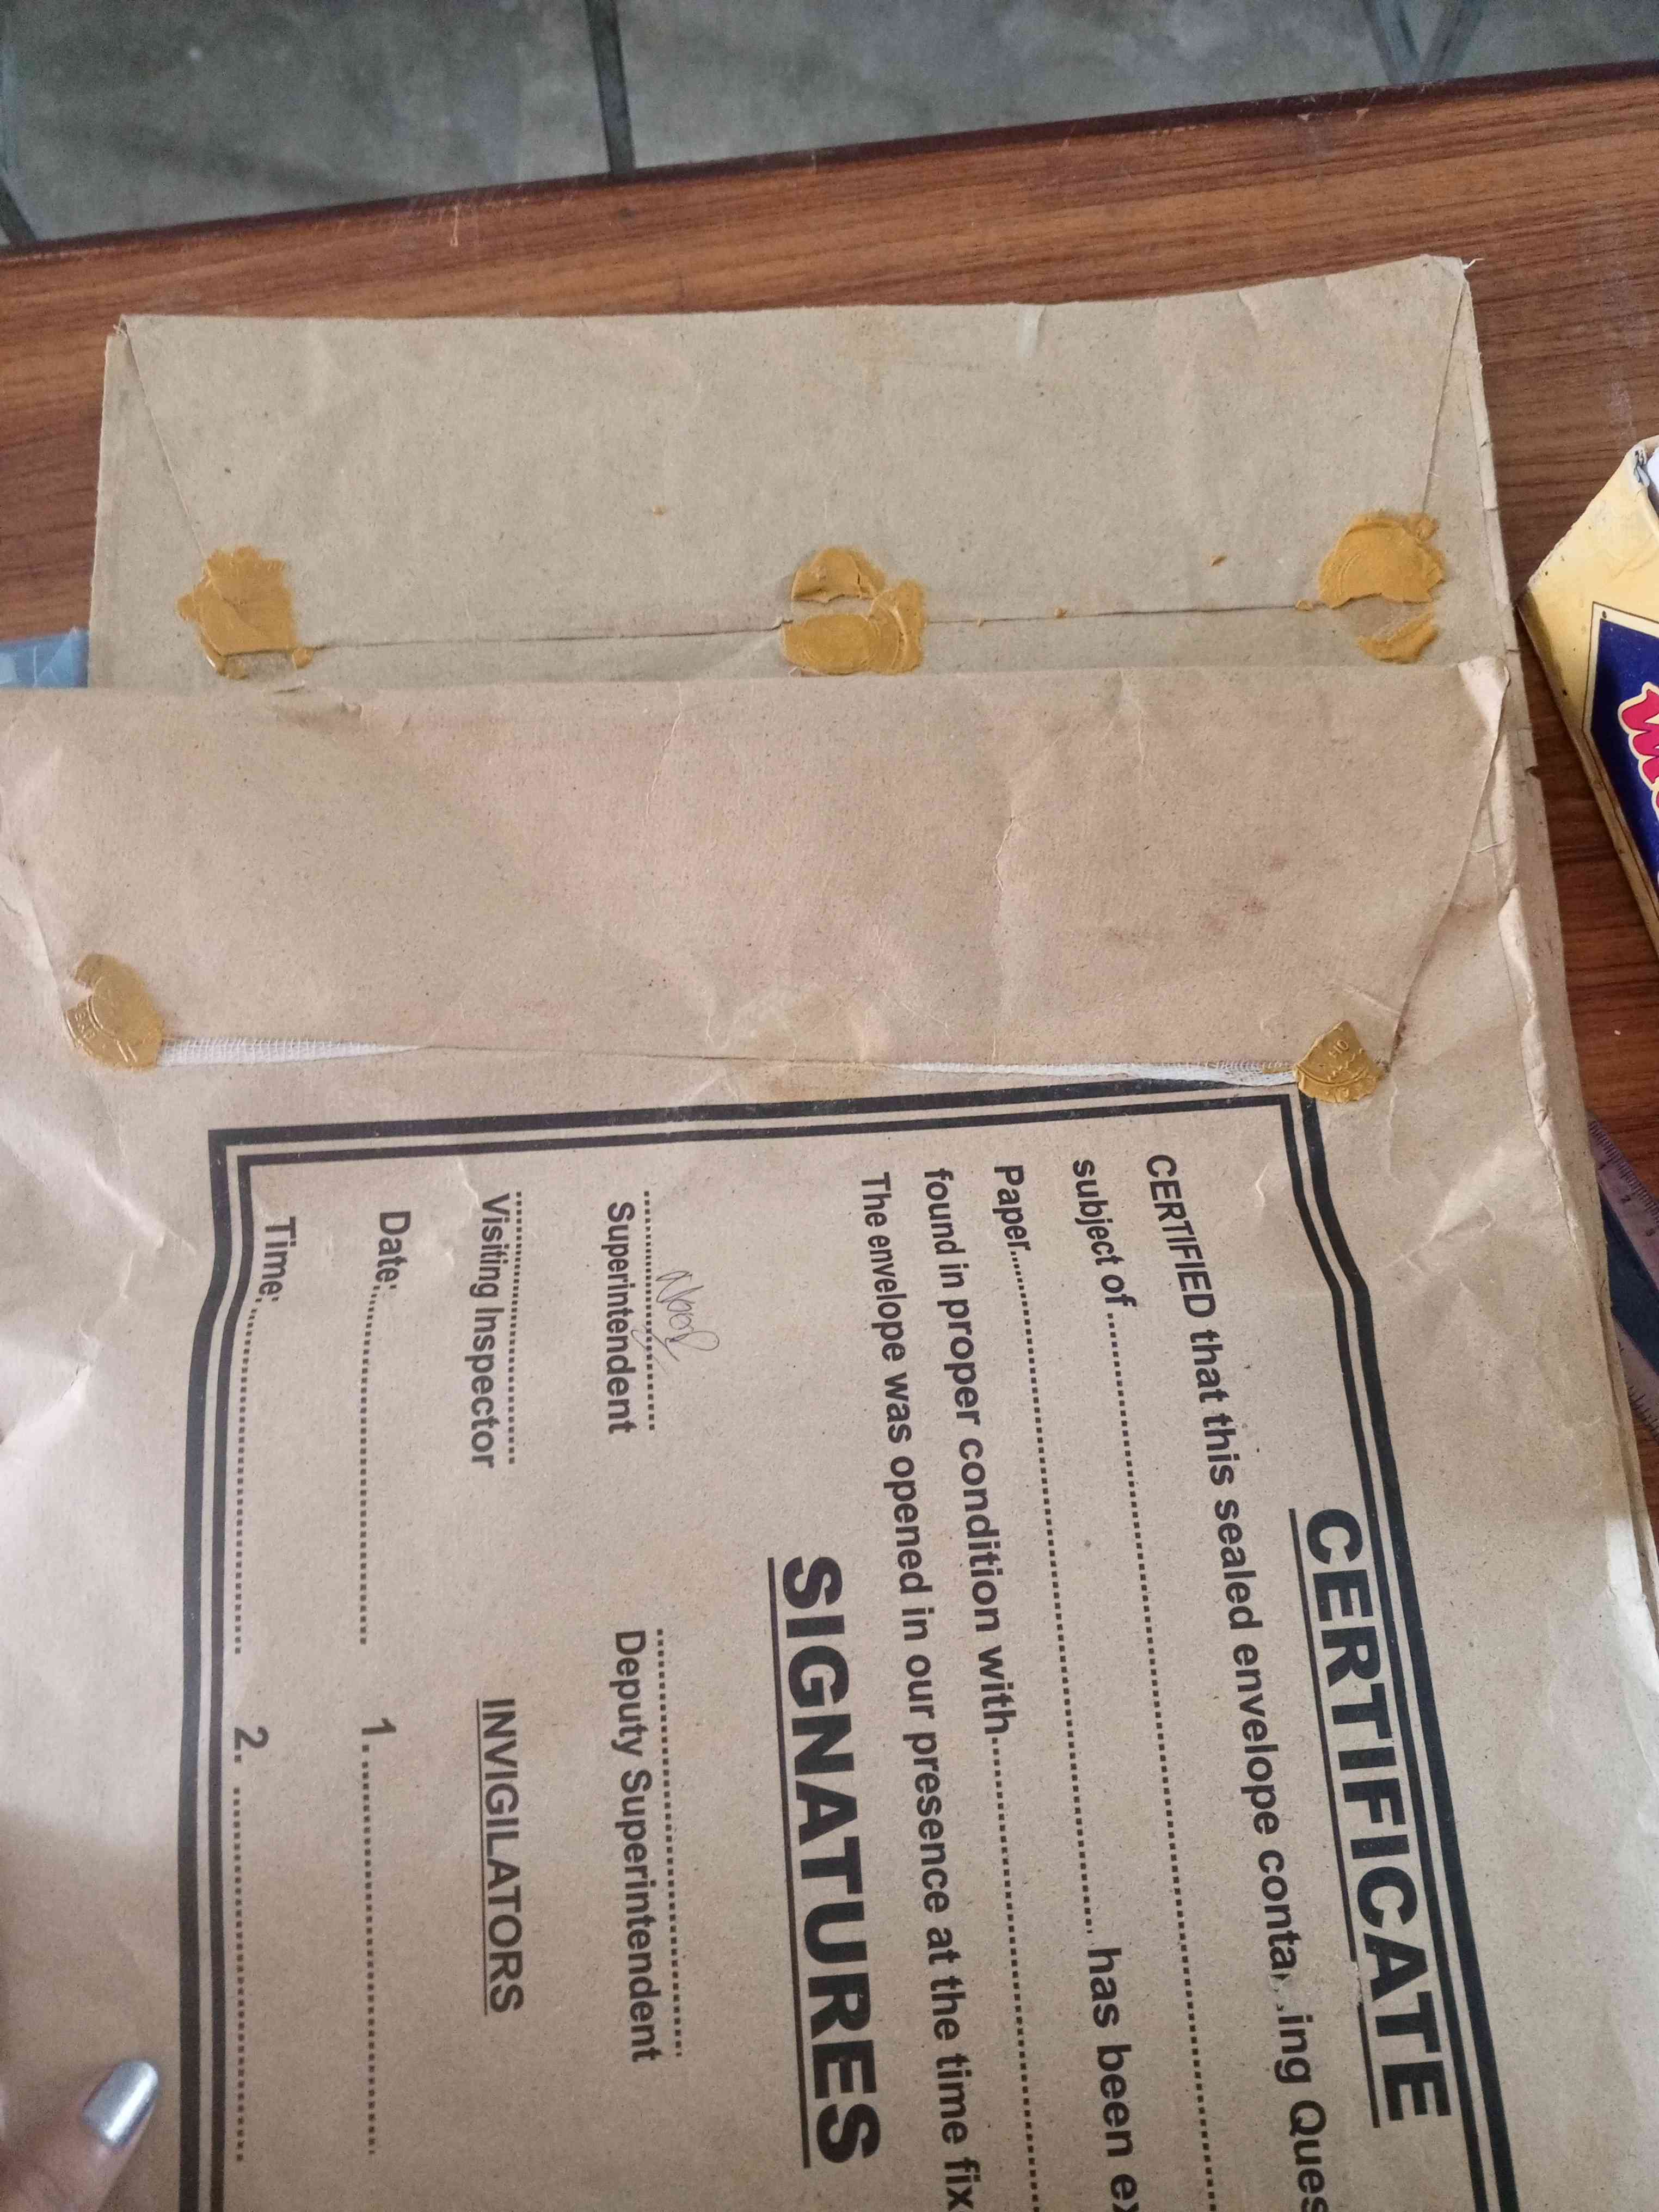 CERTIFICATE
CERTIFIED that this sealed envelope conta ing Ques
subject of
Paper has been ex
found in proper condition with
The envelope was opened in our presence at the time fix
SIGNATURES
Superintendent Deputy Superintendent
Visiting Inspector INVIGILATORS
Date: 1.
Time: 2.